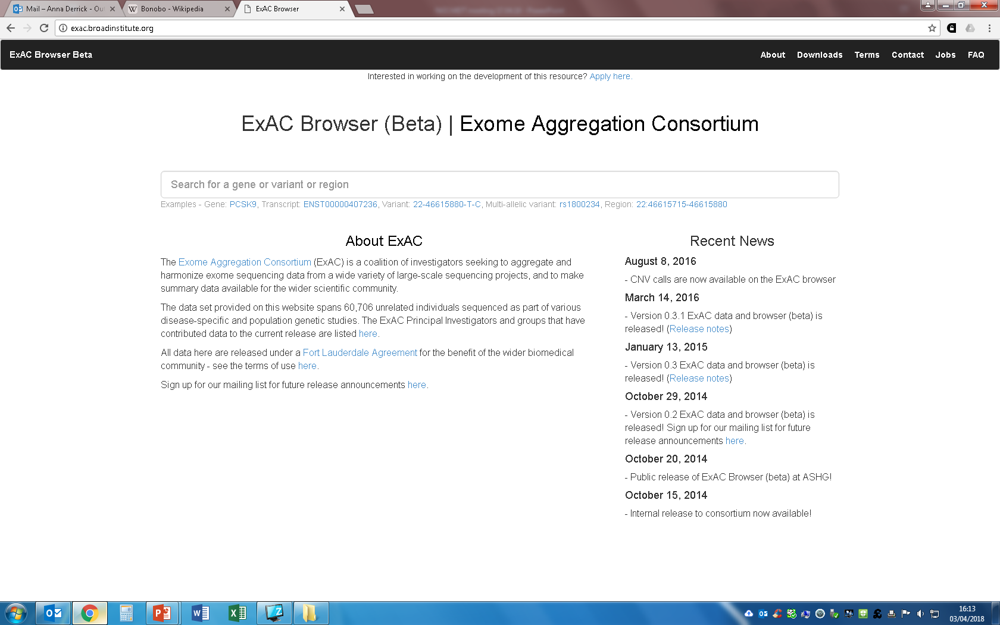 Mail – Anna Derrick - Out
Bonobo - Wikipedia
ExAC Browser
exac.broadinstitute.org
ExAC Browser Beta
About Downloads Terms Contact Jobs FAQ
Interested in working on the development of this resource? Apply here.
ExAC Browser (Beta) | Exome Aggregation Consortium
Search for a gene or variant or region
Examples - Gene: PCSK9, Transcript: ENST00000407236, Variant: 22-46615880-T-C, Multi-allelic variant: rs1800234, Region: 22:46615715-46615880
About ExAC
The Exome Aggregation Consortium (ExAC) is a coalition of investigators seeking to aggregate and
harmonize exome sequencing data from a wide variety of large-scale sequencing projects, and to make
summary data available for the wider scientific community.
The data set provided on this website spans 60,706 unrelated individuals sequenced as part of various
disease-specific and population genetic studies. The ExAC Principal Investigators and groups that have
contributed data to the current release are listed here.
All data here are released under a Fort Lauderdale Agreement for the benefit of the wider biomedical
community - see the terms of use here.
Sign up for our mailing list for future release announcements here.
Recent News
August 8, 2016
- CNV calls are now available on the ExAC browser
March 14, 2016
- Version 0.3.1 ExAC data and browser (beta) is
released! (Release notes)
January 13, 2015
- Version 0.3 ExAC data and browser (beta) is
released! (Release notes)
October 29, 2014
- Version 0.2 ExAC data and browser (beta) is
released! Sign up for our mailing list for future
release announcements here.
October 20, 2014
- Public release of ExAC Browser (beta) at ASHG!
October 15, 2014
- Internal release to consortium now available!
16:13
03/04/2018